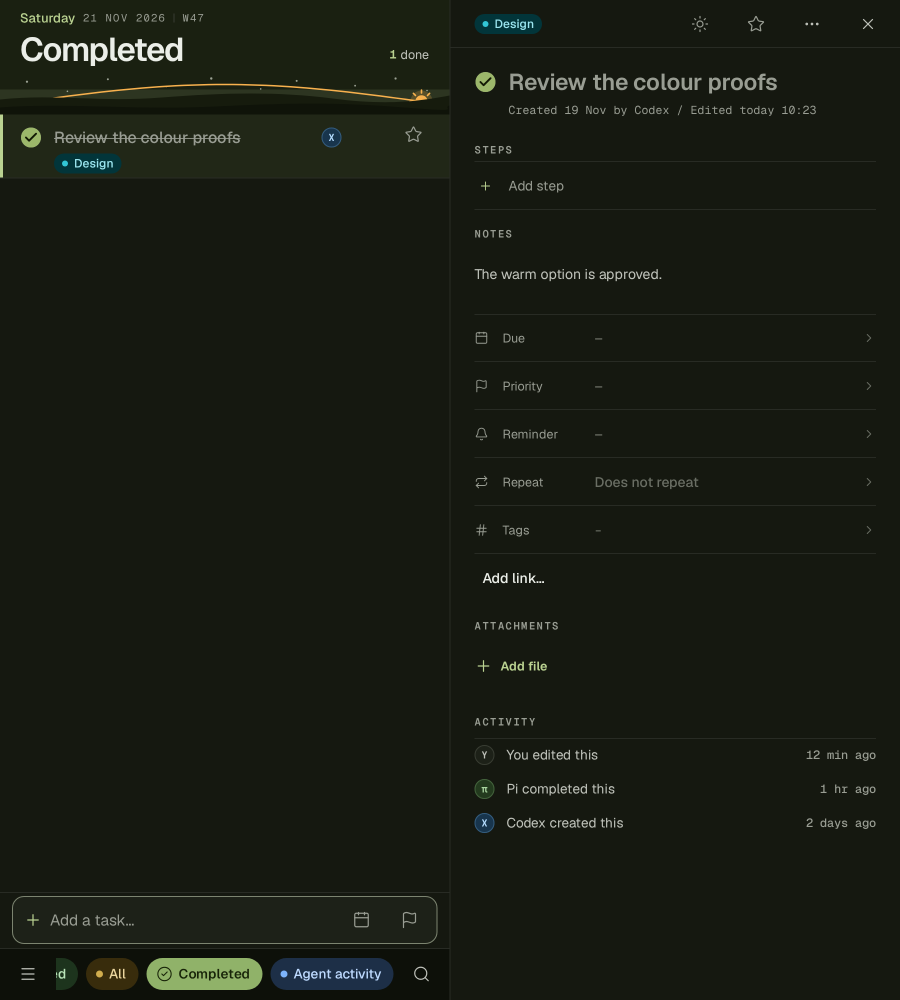 Saturday 21 NOV 2026 | W47
Completed
1 done
Review the colour proofs
X
Design
Add a task…
ed
All
Completed
Agent activity
Design
Review the colour proofs
Created 19 Nov by Codex / Edited today 10:23
STEPS
Add step
NOTES
The warm option is approved.
Due –
Priority –
Reminder –
Repeat Does not repeat
Tags -
Add link…
ATTACHMENTS
Add file
ACTIVITY
Y You edited this 12 min ago
π Pi completed this 1 hr ago
X Codex created this 2 days ago